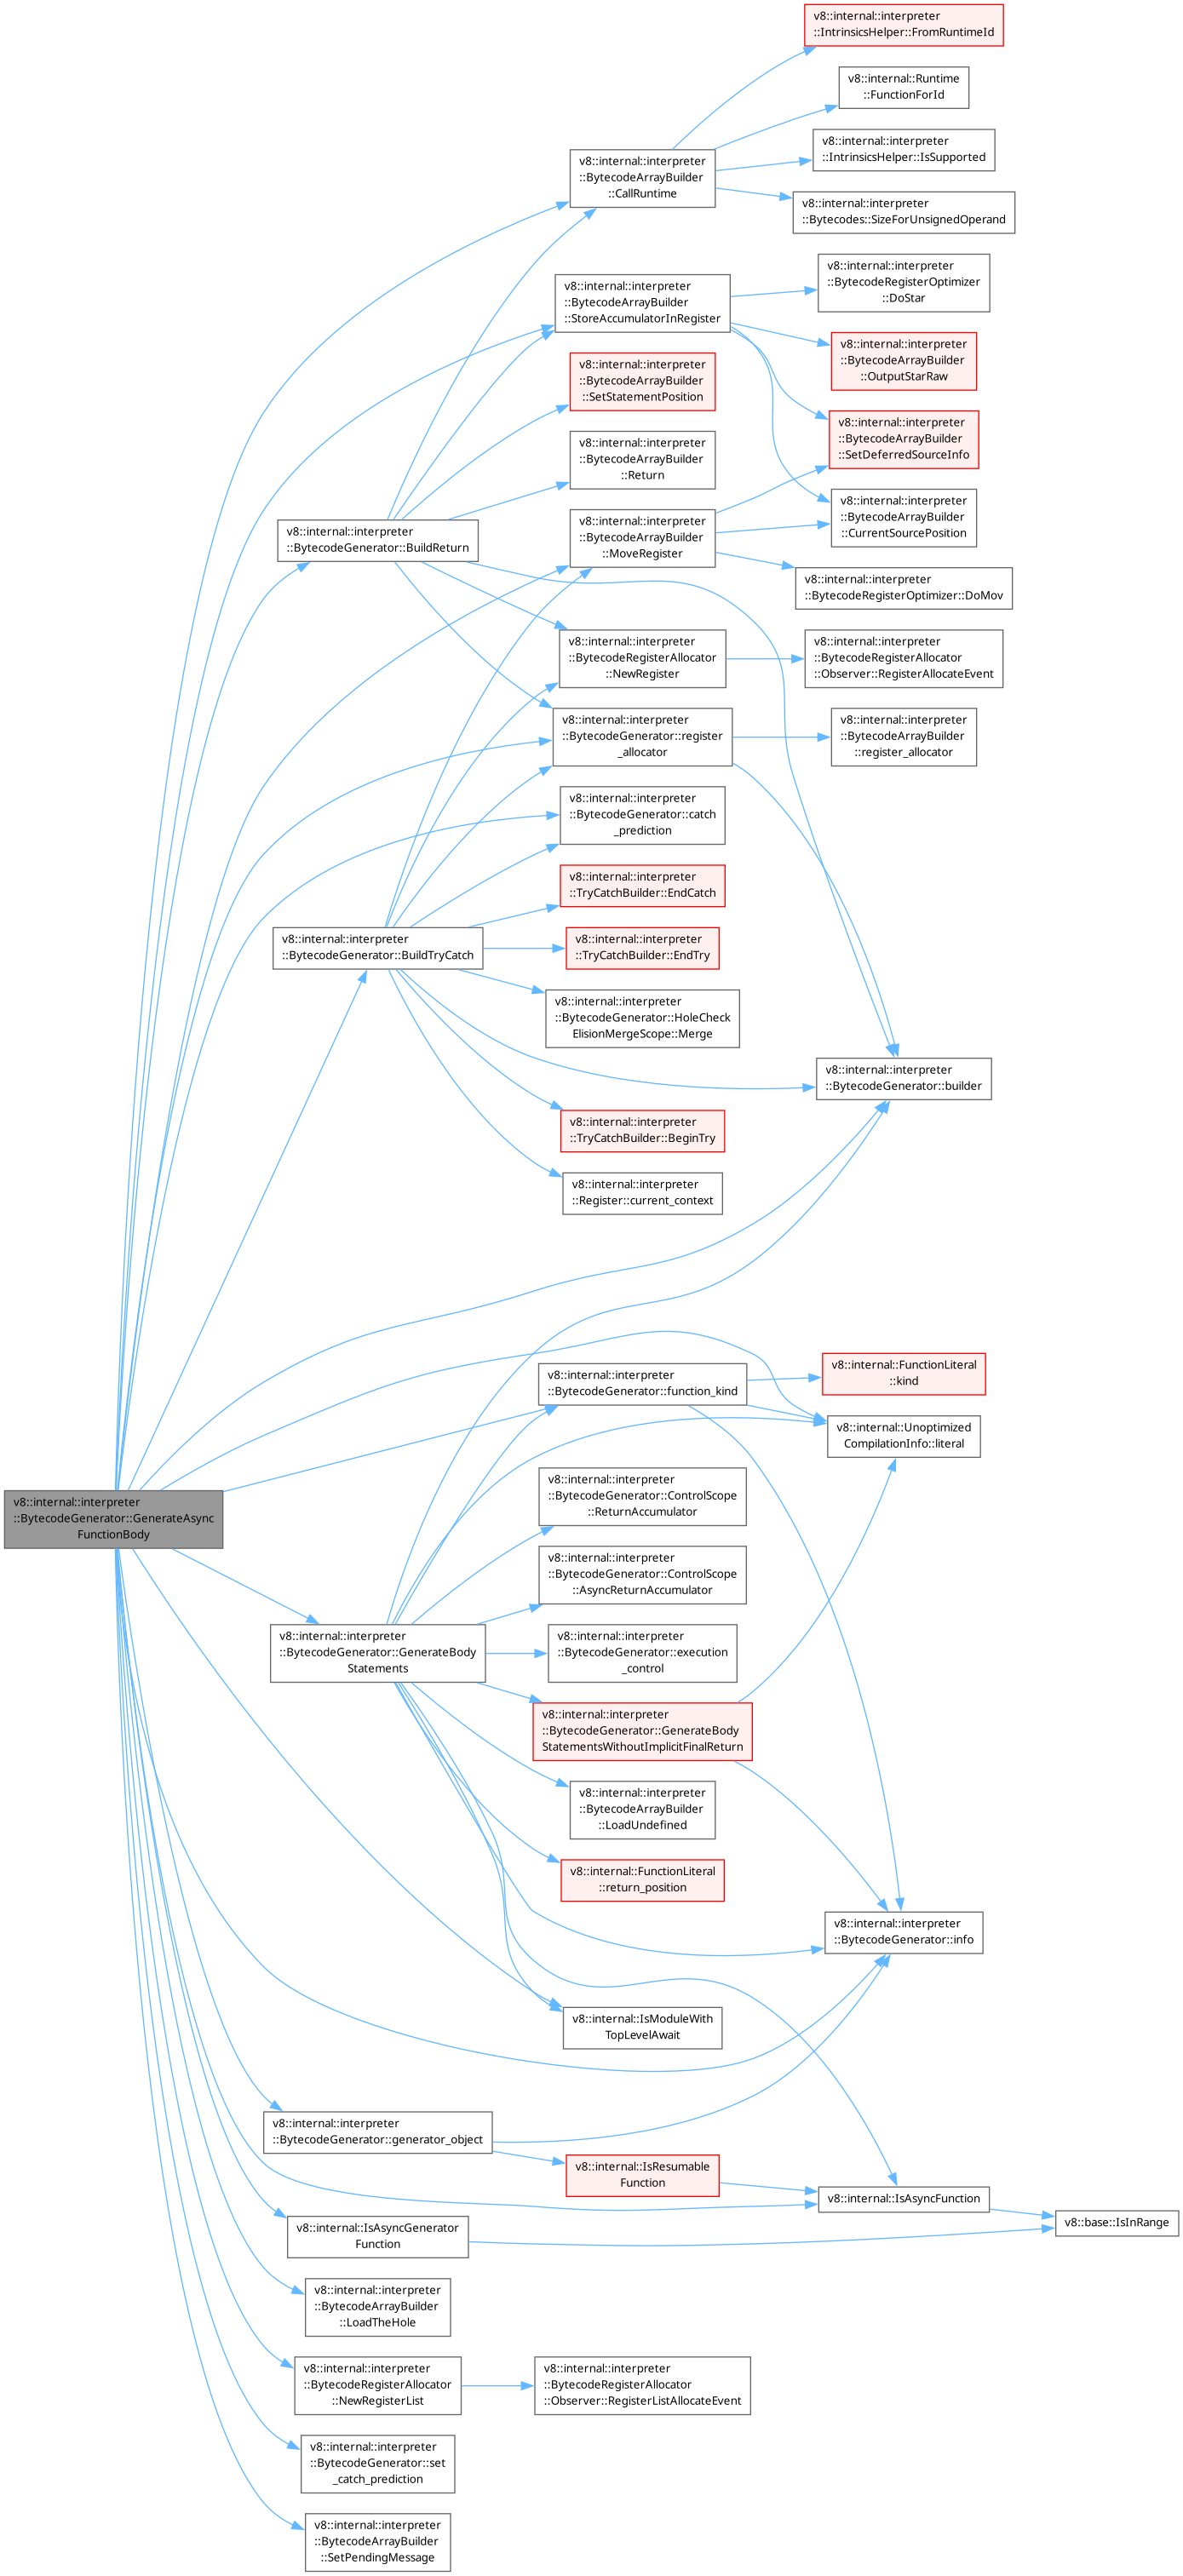 v8::internal::interpreter
::IntrinsicsHelper::FromRuntimeId
v8::internal::Runtime
::FunctionForId
v8::internal::interpreter
::IntrinsicsHelper::IsSupported
v8::internal::interpreter
::BytecodeArrayBuilder
::CallRuntime
v8::internal::interpreter
::Bytecodes::SizeForUnsignedOperand
v8::internal::interpreter
::BytecodeRegisterOptimizer
::DoStar
v8::internal::interpreter
::BytecodeArrayBuilder
::StoreAccumulatorInRegister
v8::internal::interpreter
::BytecodeArrayBuilder
::OutputStarRaw
v8::internal::interpreter
::BytecodeArrayBuilder
::SetStatementPosition
v8::internal::interpreter
::BytecodeArrayBuilder
::SetDeferredSourceInfo
v8::internal::interpreter
::BytecodeArrayBuilder
::Return
v8::internal::interpreter
::BytecodeArrayBuilder
::CurrentSourcePosition
v8::internal::interpreter
::BytecodeGenerator::BuildReturn
v8::internal::interpreter
::BytecodeArrayBuilder
::MoveRegister
v8::internal::interpreter
::BytecodeRegisterOptimizer::DoMov
v8::internal::interpreter
::BytecodeRegisterAllocator
::NewRegister
v8::internal::interpreter
::BytecodeRegisterAllocator
::Observer::RegisterAllocateEvent
v8::internal::interpreter
::BytecodeGenerator::register
_allocator
v8::internal::interpreter
::BytecodeArrayBuilder
::register_allocator
v8::internal::interpreter
::BytecodeGenerator::catch
_prediction
v8::internal::interpreter
::TryCatchBuilder::EndCatch
v8::internal::interpreter
::BytecodeGenerator::BuildTryCatch
v8::internal::interpreter
::TryCatchBuilder::EndTry
v8::internal::interpreter
::BytecodeGenerator::HoleCheck
ElisionMergeScope::Merge
v8::internal::interpreter
::BytecodeGenerator::builder
v8::internal::interpreter
::TryCatchBuilder::BeginTry
v8::internal::interpreter
::Register::current_context
v8::internal::interpreter
::BytecodeGenerator::function_kind
v8::internal::FunctionLiteral
::kind
v8::internal::Unoptimized
CompilationInfo::literal
v8::internal::interpreter
::BytecodeGenerator::ControlScope
::ReturnAccumulator
v8::internal::interpreter
::BytecodeGenerator::GenerateAsync
FunctionBody
v8::internal::interpreter
::BytecodeGenerator::ControlScope
::AsyncReturnAccumulator
v8::internal::interpreter
::BytecodeGenerator::GenerateBody
Statements
v8::internal::interpreter
::BytecodeGenerator::execution
_control
v8::internal::interpreter
::BytecodeGenerator::GenerateBody
StatementsWithoutImplicitFinalReturn
v8::internal::interpreter
::BytecodeArrayBuilder
::LoadUndefined
v8::internal::FunctionLiteral
::return_position
v8::internal::interpreter
::BytecodeGenerator::info
v8::internal::IsModuleWith
TopLevelAwait
v8::internal::interpreter
::BytecodeGenerator::generator_object
v8::internal::IsResumable
Function
v8::internal::IsAsyncFunction
v8::base::IsInRange
v8::internal::IsAsyncGenerator
Function
v8::internal::interpreter
::BytecodeArrayBuilder
::LoadTheHole
v8::internal::interpreter
::BytecodeRegisterAllocator
::NewRegisterList
v8::internal::interpreter
::BytecodeRegisterAllocator
::Observer::RegisterListAllocateEvent
v8::internal::interpreter
::BytecodeGenerator::set
_catch_prediction
v8::internal::interpreter
::BytecodeArrayBuilder
::SetPendingMessage